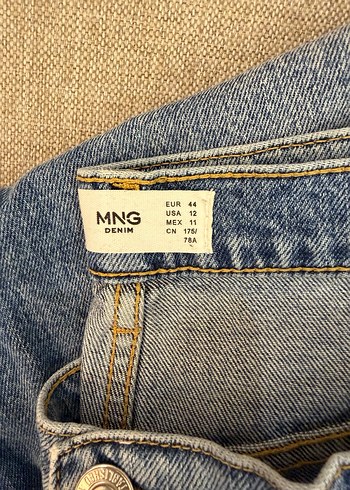 MNG
DENIM
EUR 44
USA 12
MEX 11
CN 175/
78A